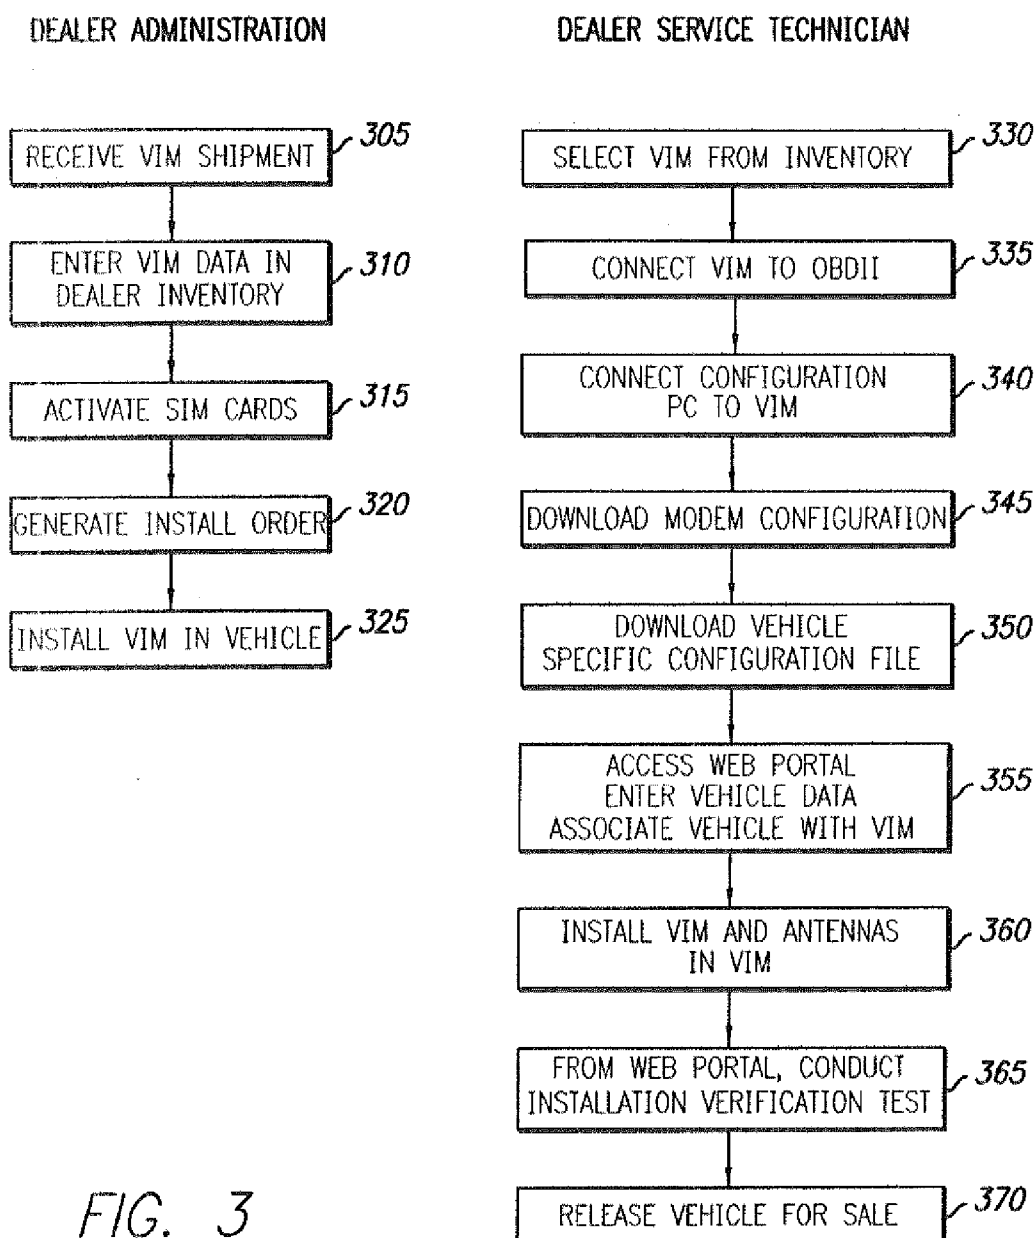 DEALER ADMINISTRATION
RECEIVE VIM SHIPMENT
305
ENTER VIM DATA IN
DEALER INVENTORY
310
ACTIVATE SIM CARDS
315
GENERATE INSTALL ORDER
320
INSTALL VIM IN VEHICLE
325
DEALER SERVICE TECHNICIAN
SELECT VIM FROM INVENTORY
330
CONNECT VIM TO OBDII
335
CONNECT CONFIGURATION
PC TO VIM
340
DOWNLOAD MODEM CONFIGURATION
345
DOWNLOAD VEHICLE
SPECIFIC CONFIGURATION FILE
350
ACCESS WEB PORTAL
ENTER VEHICLE DATA
ASSOCIATE VEHICLE WITH VIM
355
INSTALL VIM AND ANTENNAS
IN VIM
360
FROM WEB PORTAL, CONDUCT
INSTALLATION VERIFICATION TEST
365
RELEASE VEHICLE FOR SALE
370
FIG. 3